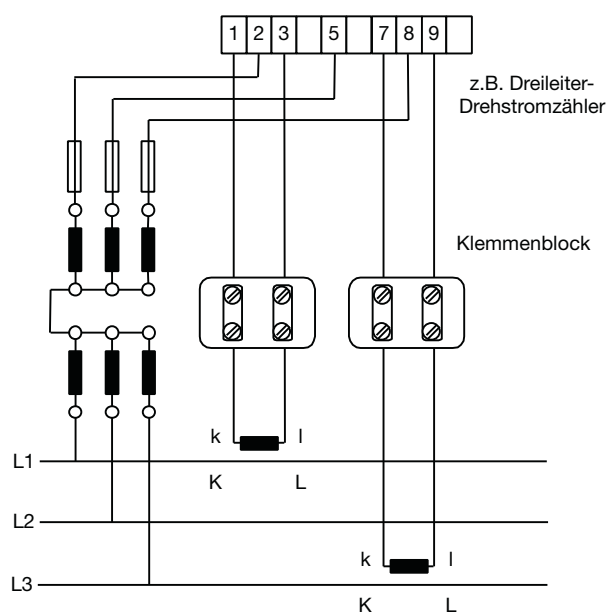 1 2 3 5 7 8 9
z.B. Dreileiter-
Drehstromzähler
Klemmenblock
k l
L1
K L
L2
k l
L3
K L